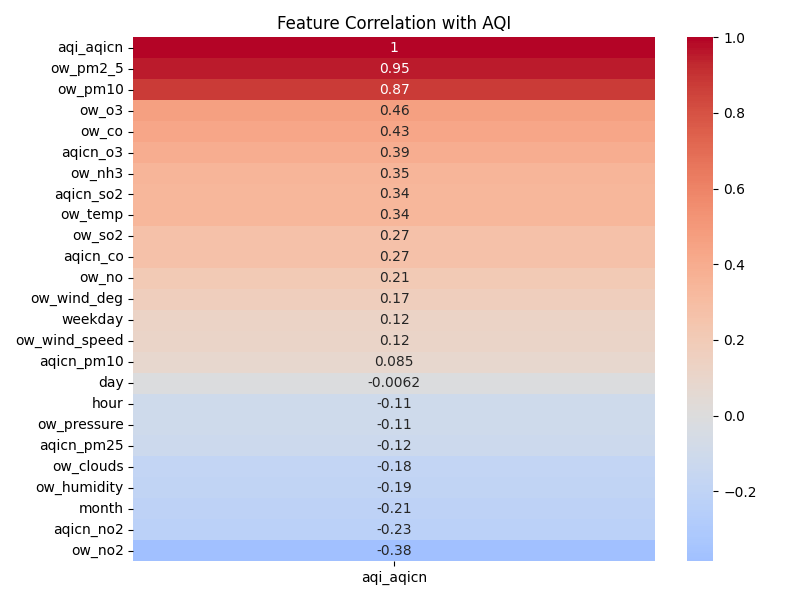 Feature Correlation with AQI
aqi_aqicn 1
ow_pm2_5 0.95
ow_pm10 0.87
ow_o3 0.46
ow_co 0.43
aqicn_o3 0.39
ow_nh3 0.35
aqicn_so2 0.34
ow_temp 0.34
ow_so2 0.27
aqicn_co 0.27
ow_no 0.21
ow_wind_deg 0.17
weekday 0.12
ow_wind_speed 0.12
aqicn_pm10 0.085
day -0.0062
hour -0.11
ow_pressure -0.11
aqicn_pm25 -0.12
ow_clouds -0.18
ow_humidity -0.19
month -0.21
aqicn_no2 -0.23
ow_no2 -0.38
aqi_aqicn
1.0
0.8
0.6
0.4
0.2
0.0
−0.2